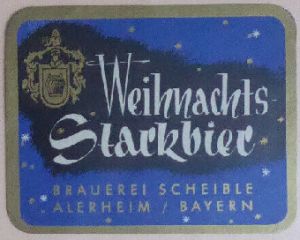 Weihnachts-
Starkbier
BRAUEREI SCHEIBLE
ALERHEIM / BAYERN